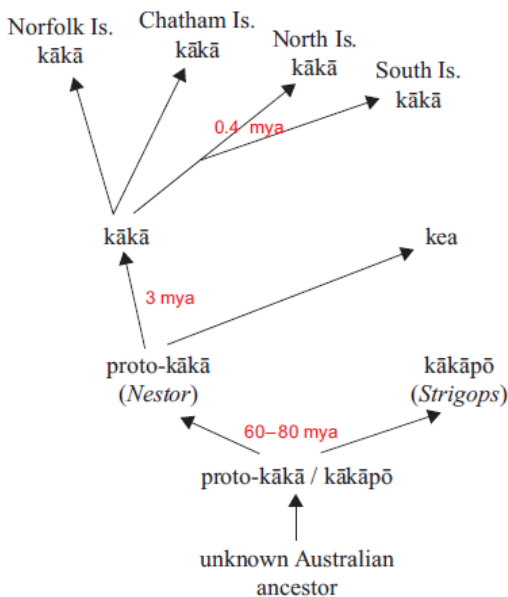 Norfolk Is.
kākā
Chatham Is.
kākā
North Is.
kākā
South Is.
kākā
0.4 mya
kākā
kea
3 mya
proto-kākā
(Nestor)
kākāpō
(Strigops)
60–80 mya
proto-kākā / kākāpō
unknown Australian
ancestor